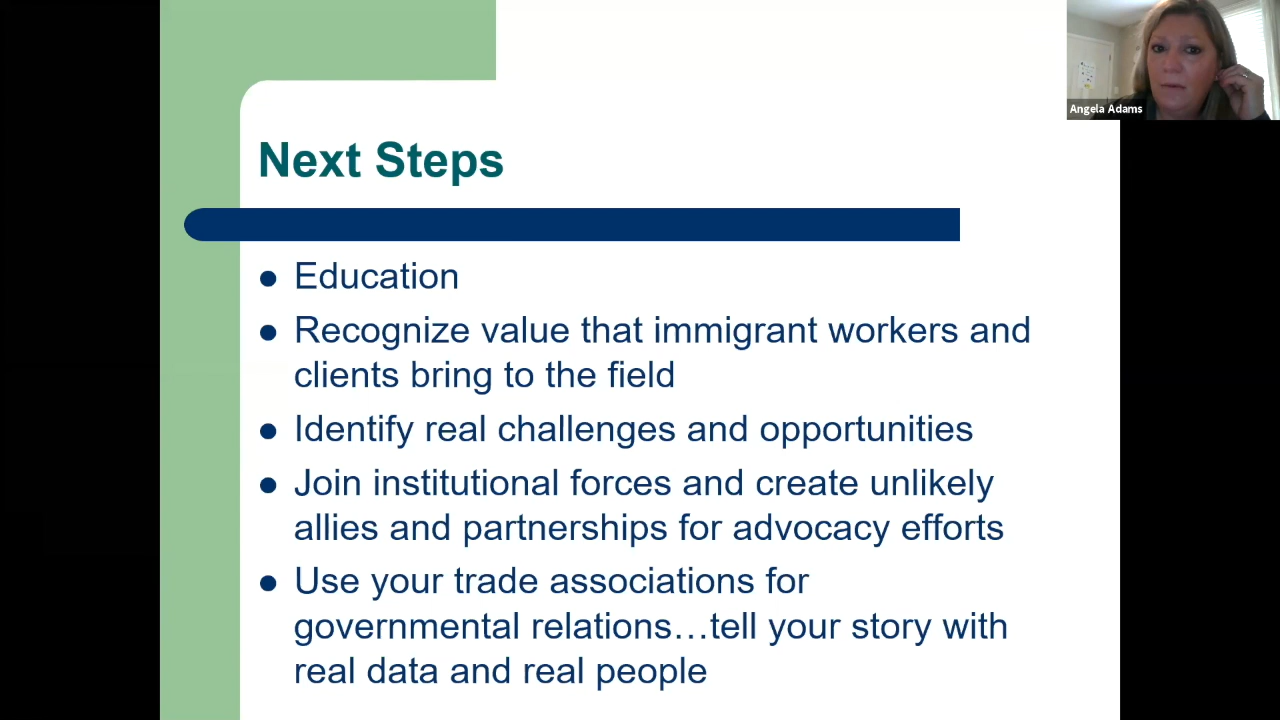 Next Steps
Education
Recognize value that immigrant workers and
clients bring to the field
Identify real challenges and opportunities
Join institutional forces and create unlikely
allies and partnerships for advocacy efforts
Use your trade associations for
governmental relations…tell your story with
real data and real people
Angela Adams